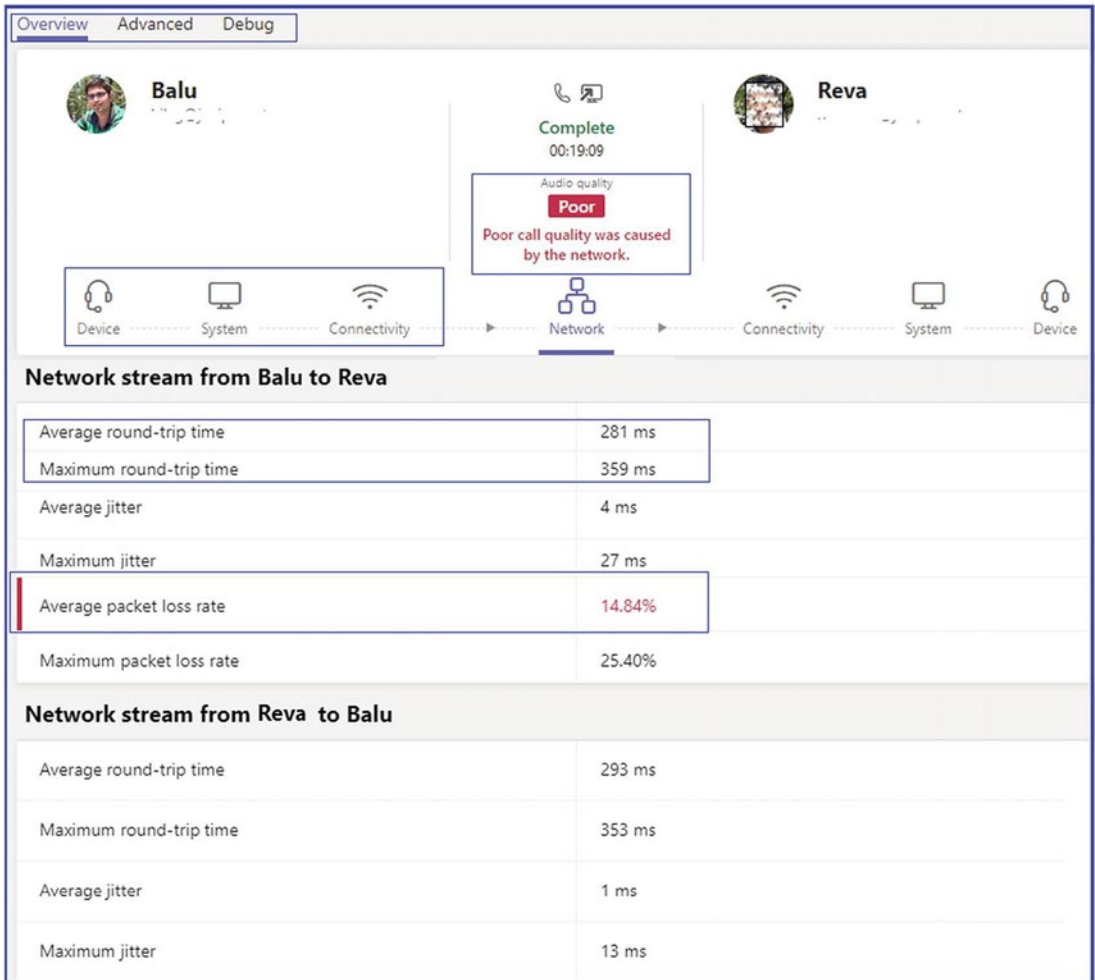 Overview Advanced Debug
Balu
Reva
Complete
00:19:09
Audio quality
Poor
Poor call quality was caused
by the network.
Device System Connectivity Network Connectivity System Device
Network stream from Balu to Reva
Average round-trip time 281 ms
Maximum round-trip time 359 ms
Average jitter 4 ms
Maximum jitter 27 ms
Average packet loss rate 14.84%
Maximum packet loss rate 25.40%
Network stream from Reva to Balu
Average round-trip time 293 ms
Maximum round-trip time 353 ms
Average jitter 1 ms
Maximum jitter 13 ms